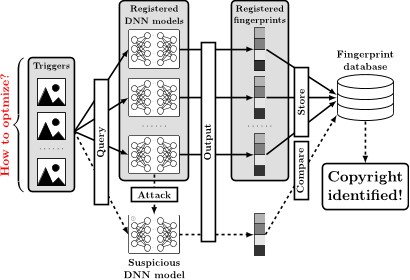 Registered
DNN models
Registered
fingerprints
Triggers
How to optmize?
Query
Output
Store
Fingerprint
database
Attack
Compare
Copyright
identified!
Suspicious
DNN model